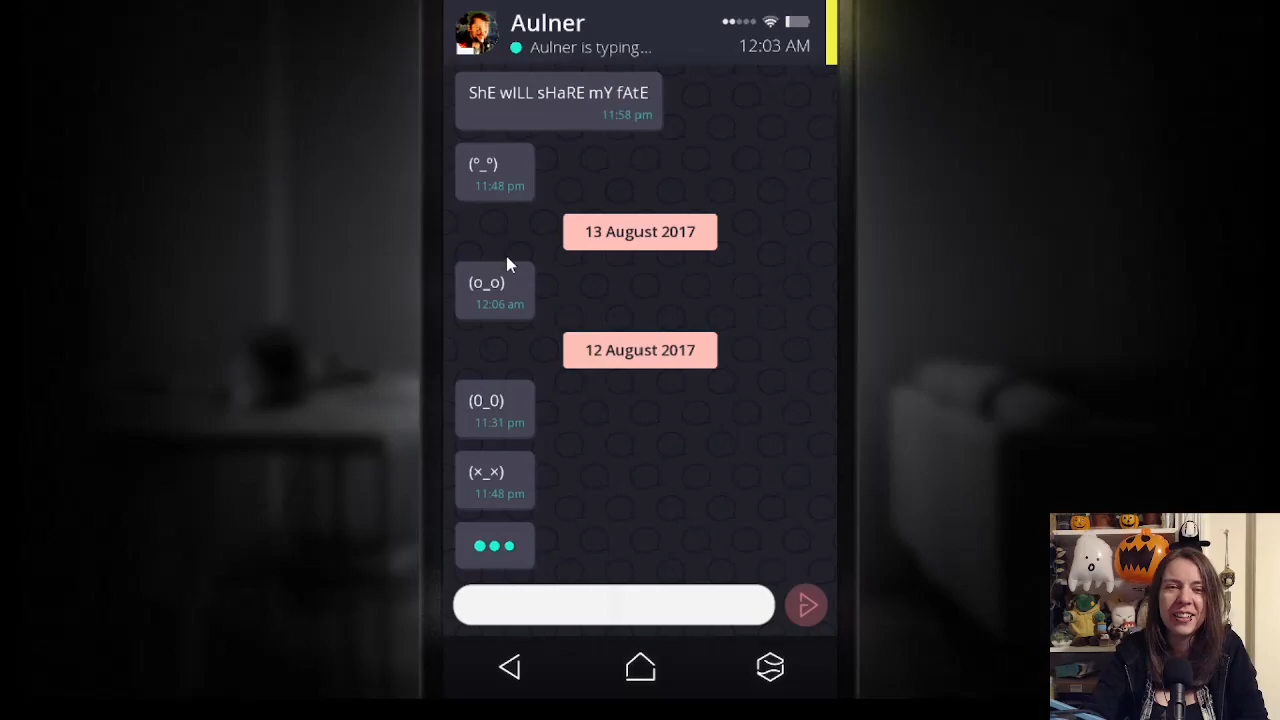 Aulner
Aulner is typing...
12:03 AM
ShE wILL sHaRE mY fAtE
11:58 pm
(º_º)
11:48 pm
13 August 2017
(o_o)
12:06 am
12 August 2017
(0_0)
11:31 pm
(×_×)
11:48 pm